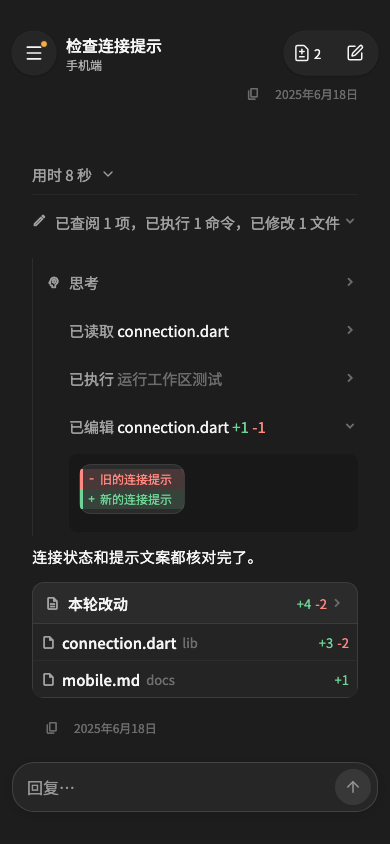 检查连接提示
手机端
2
2025年6月18日
用时 8 秒
已查阅 1 项，已执行 1 命令，已修改 1 文件
思考
已读取 connection.dart
已执行 运行工作区测试
已编辑 connection.dart +1 -1
- 旧的连接提示
+ 新的连接提示
连接状态和提示文案都核对完了。
本轮改动 +4 -2
connection.dart lib +3 -2
mobile.md docs +1
2025年6月18日
回复…